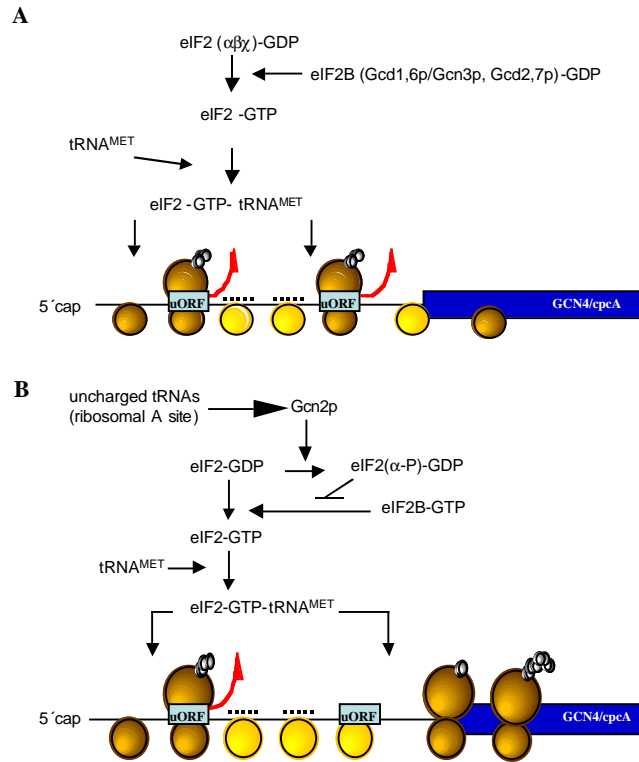 A
eIF2 (αβχ)-GDP
eIF2B (Gcd1,6p/Gcn3p, Gcd2,7p)-GDP
eIF2 -GTP
tRNAMET
eIF2 -GTP- tRNAMET
uORF
uORF
5´cap
GCN4/cpcA
B
uncharged tRNAs
(ribosomal A site)
Gcn2p
eIF2-GDP
eIF2(α-P)-GDP
eIF2B-GTP
eIF2-GTP
tRNAMET
eIF2-GTP-tRNAMET
uORF
uORF
5´cap
GCN4/cpcA